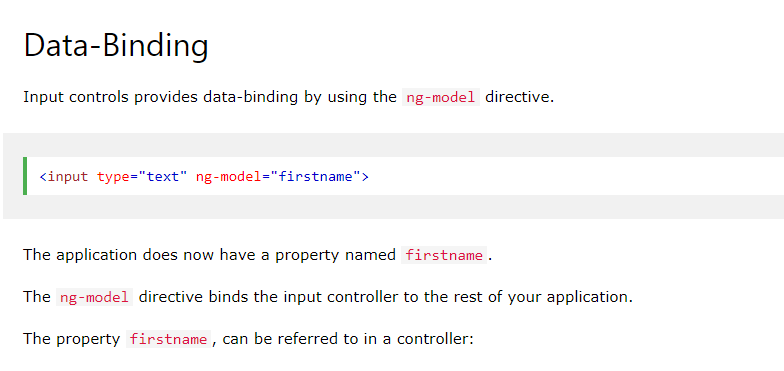 Data-Binding
Input controls provides data-binding by using the ng-model directive.
<input type="text" ng-model="firstname">
The application does now have a property named firstname.
The ng-model directive binds the input controller to the rest of your application.
The property firstname, can be referred to in a controller: